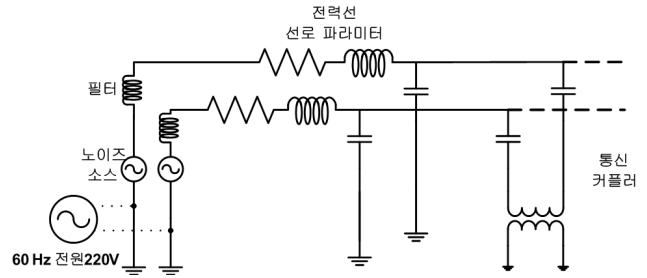 전력선
선로 파라미터
필터
노이즈
소스
통신
커플러
60 Hz 전원220V